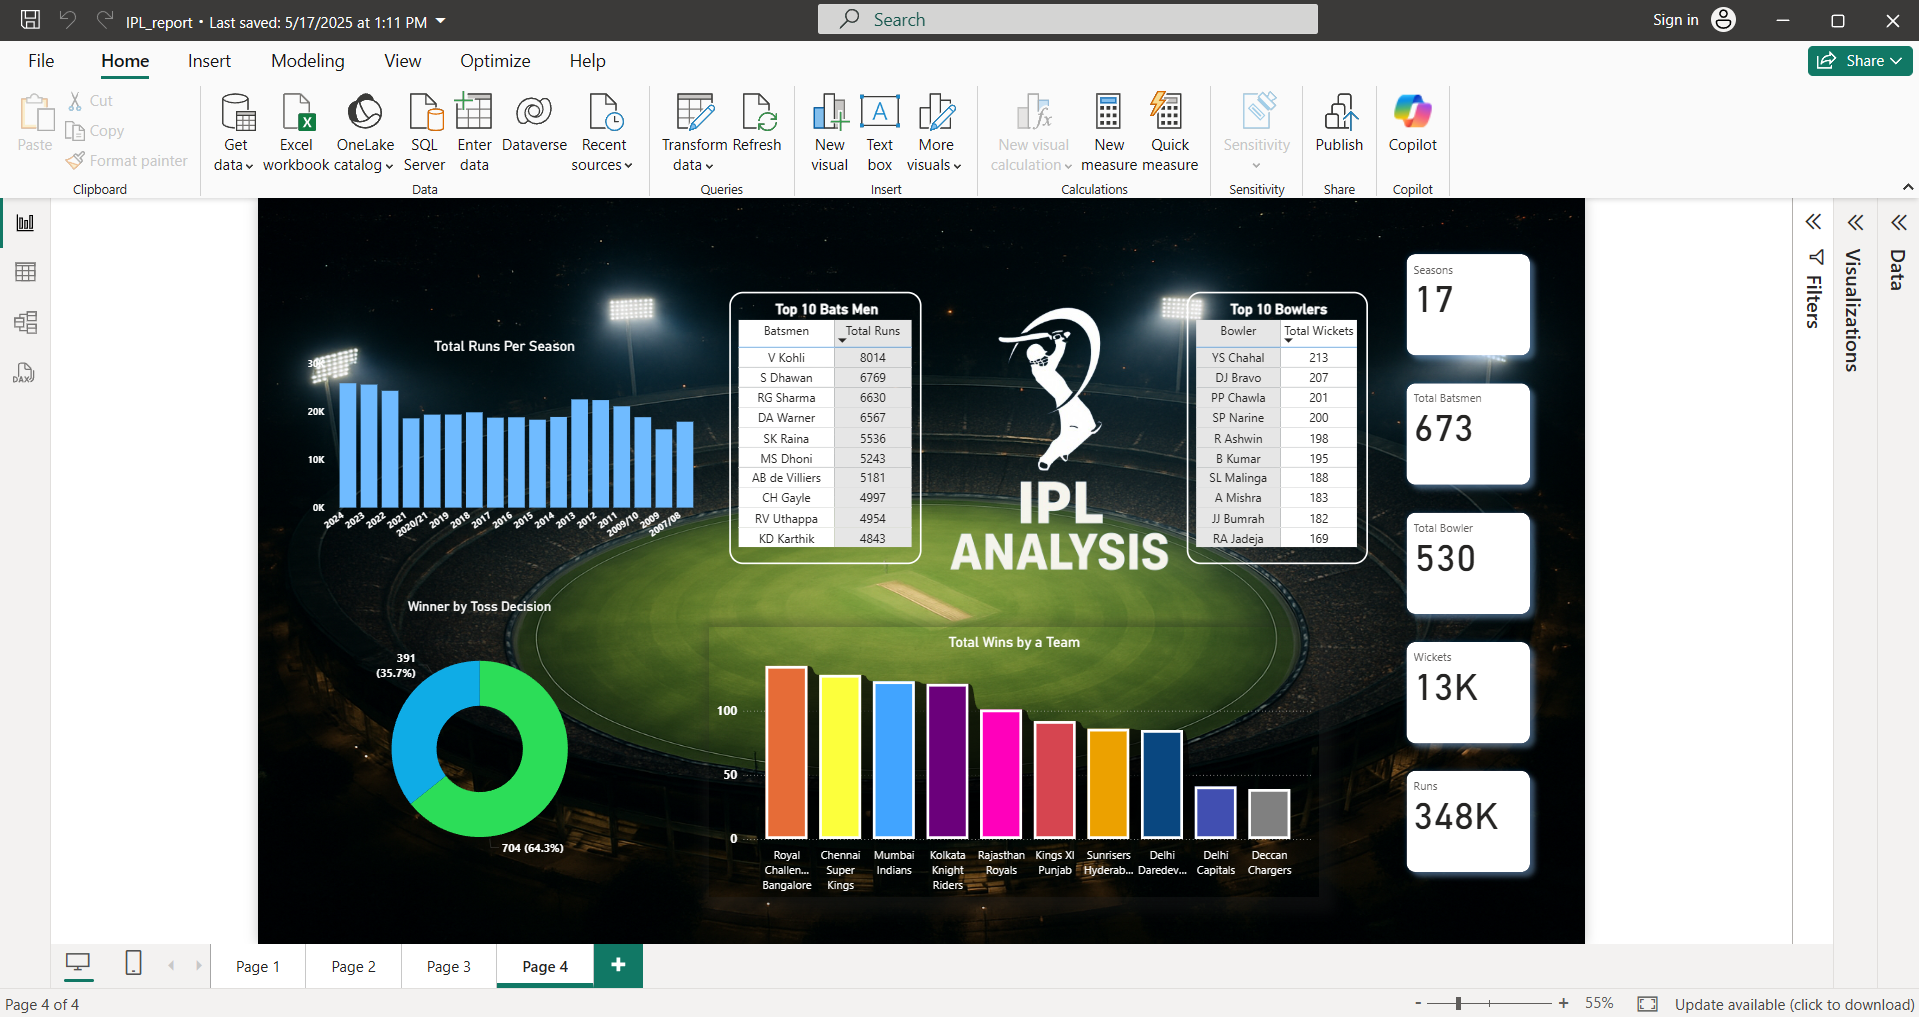 IPL_report • Last saved: 5/17/2025 at 1:11 PM
Search
Sign in
File
Home
Insert
Modeling
View
Optimize
Help
Share
Paste
Cut
Copy
Format painter
Clipboard
Get data
Excel workbook
OneLake catalog
SQL Server
Enter data
Dataverse
Recent sources
Data
Transform data
Refresh
Queries
New visual
Text box
More visuals
Insert
New visual calculation
New measure
Quick measure
Calculations
Sensitivity
Sensitivity
Publish
Share
Copilot
Copilot
DAX
Total Runs Per Season
30K
20K
10K
0K
2024
2023
2022
2021
2020/21
2019
2018
2017
2016
2015
2014
2013
2012
2011
2009/10
2009
2007/08
Top 10 Bats Men
Batsmen Total Runs
V Kohli 8014
S Dhawan 6769
RG Sharma 6630
DA Warner 6567
SK Raina 5536
MS Dhoni 5243
AB de Villiers 5181
CH Gayle 4997
RV Uthappa 4954
KD Karthik 4843
IPL
ANALYSIS
Top 10 Bowlers
Bowler Total Wickets
YS Chahal 213
DJ Bravo 207
PP Chawla 201
SP Narine 200
R Ashwin 198
B Kumar 195
SL Malinga 188
A Mishra 183
JJ Bumrah 182
RA Jadeja 169
Seasons
17
Total Batsmen
673
Total Bowler
530
Wickets
13K
Runs
348K
Winner by Toss Decision
391
(35.7%)
704 (64.3%)
Total Wins by a Team
100
50
0
Royal Challen... Bangalore
Chennai Super Kings
Mumbai Indians
Kolkata Knight Riders
Rajasthan Royals
Kings XI Punjab
Sunrisers Hyderab...
Delhi Daredev...
Delhi Capitals
Deccan Chargers
Filters
Visualizations
Data
Page 1
Page 2
Page 3
Page 4
Page 4 of 4
55%
Update available (click to download)